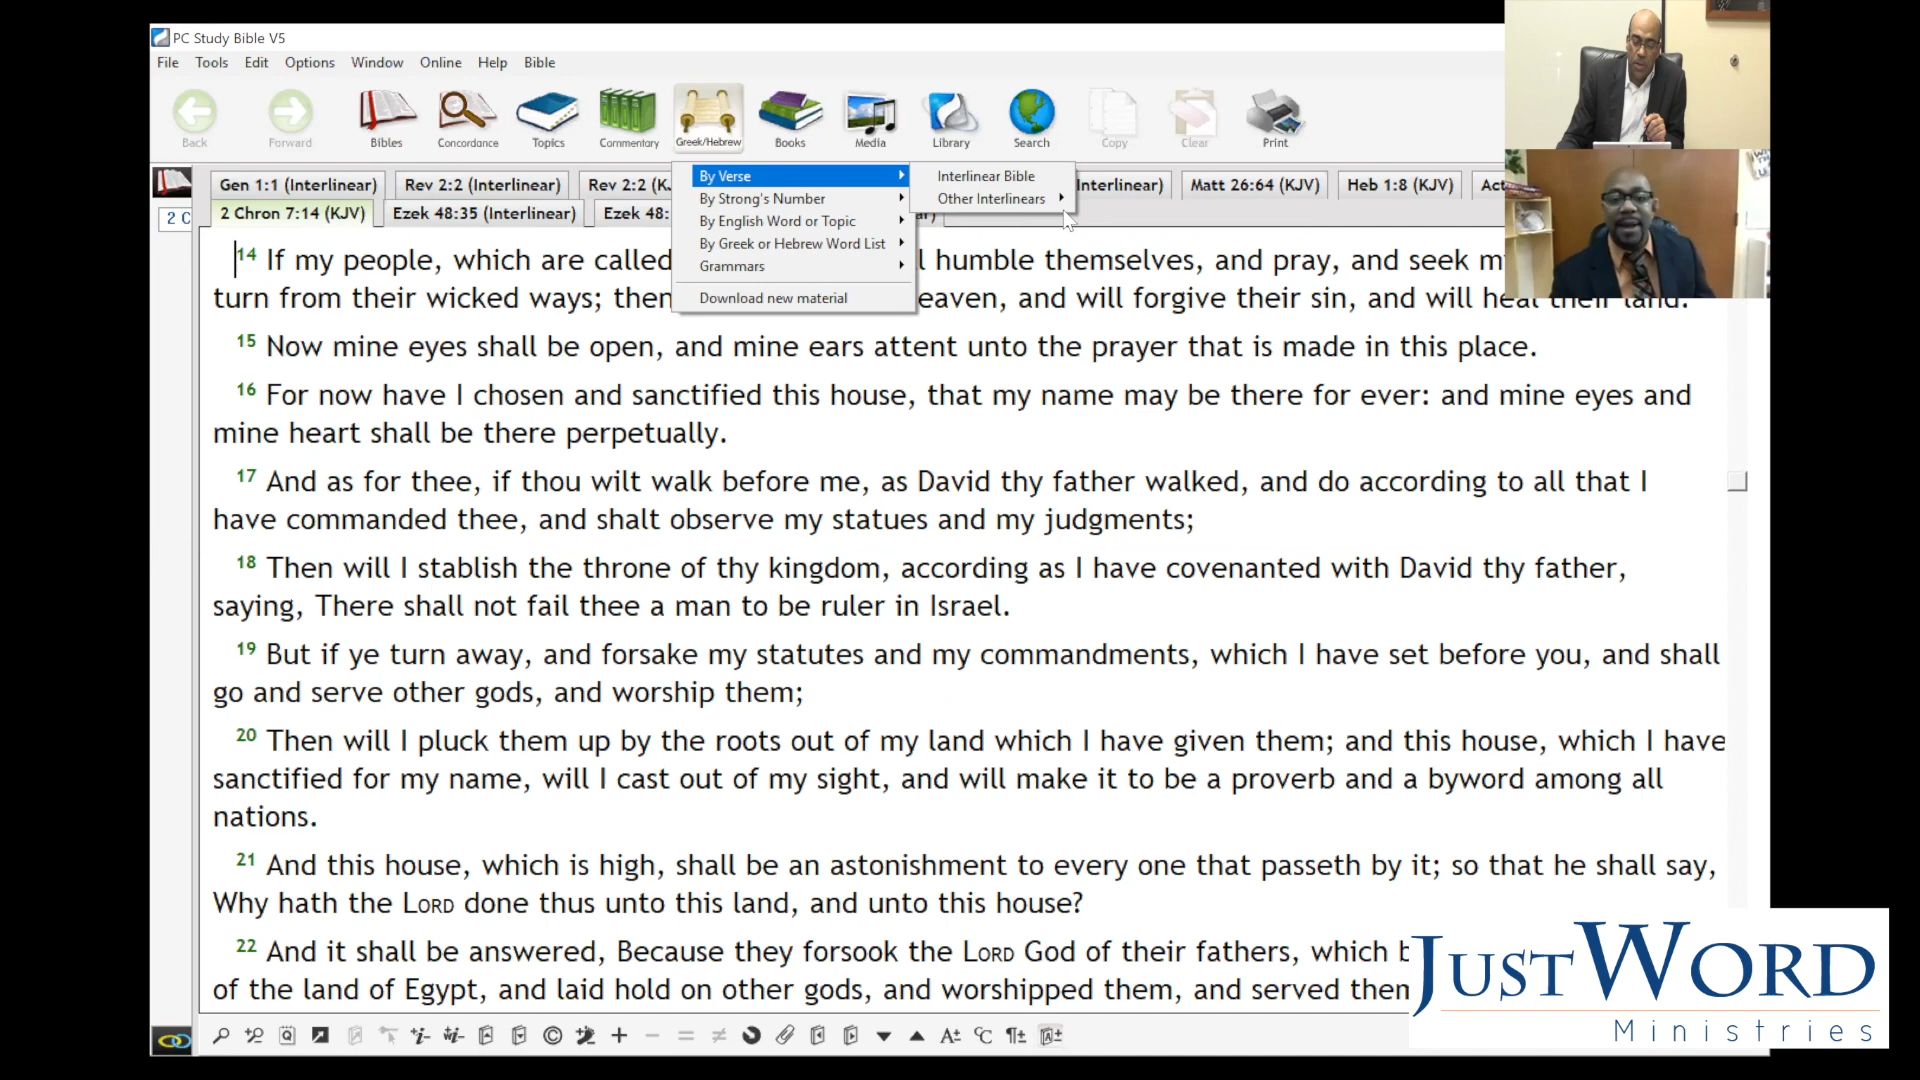 PC Study Bible V5
File Tools Edit Options Window Online Help Bible
Back Forward Bibles Concordance Topics Commentary Greek/Hebrew Books Media Library Search Copy Clear Print
Gen 1:1 (Interlinear) Rev 2:2 (Interlinear) Rev 2:2 (K nterlinear) Matt 26:64 (KJV) Heb 1:8 (KJV) Act
2 C
2 Chron 7:14 (KJV) Ezek 48:35 (Interlinear) Ezek 48:
By Verse
By Strong's Number
By English Word or Topic
By Greek or Hebrew Word List
Grammars
Download new material
Interlinear Bible
Other Interlinears
14 If my people, which are called l humble themselves, and pray, and seek m
turn from their wicked ways; then eaven, and will forgive their sin, and will heal their land.
15 Now mine eyes shall be open, and mine ears attent unto the prayer that is made in this place.
16 For now have I chosen and sanctified this house, that my name may be there for ever: and mine eyes and
mine heart shall be there perpetually.
17 And as for thee, if thou wilt walk before me, as David thy father walked, and do according to all that I
have commanded thee, and shalt observe my statues and my judgments;
18 Then will I stablish the throne of thy kingdom, according as I have covenanted with David thy father,
saying, There shall not fail thee a man to be ruler in Israel.
19 But if ye turn away, and forsake my statutes and my commandments, which I have set before you, and shall
go and serve other gods, and worship them;
20 Then will I pluck them up by the roots out of my land which I have given them; and this house, which I have
sanctified for my name, will I cast out of my sight, and will make it to be a proverb and a byword among all
nations.
21 And this house, which is high, shall be an astonishment to every one that passeth by it; so that he shall say,
Why hath the LORD done thus unto this land, and unto this house?
22 And it shall be answered, Because they forsook the LORD God of their fathers, which b
of the land of Egypt, and laid hold on other gods, and worshipped them, and served them
JUSTWORD
Ministries